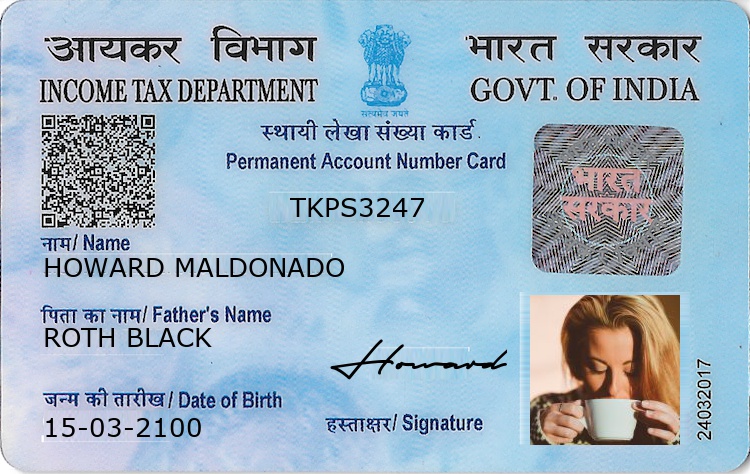 आयकर विभाग
INCOME TAX DEPARTMENT
सत्यमेव जयते
भारत सरकार
GOVT. OF INDIA
स्थायी लेखा संख्या कार्ड
Permanent Account Number Card
TKPS3247
भारत
सरकार
नाम/ Name
HOWARD MALDONADO
पिता का नाम/ Father's Name
ROTH BLACK
Howard
जन्म की तारीख/ Date of Birth
15-03-2100
हस्ताक्षर/ Signature
24032017